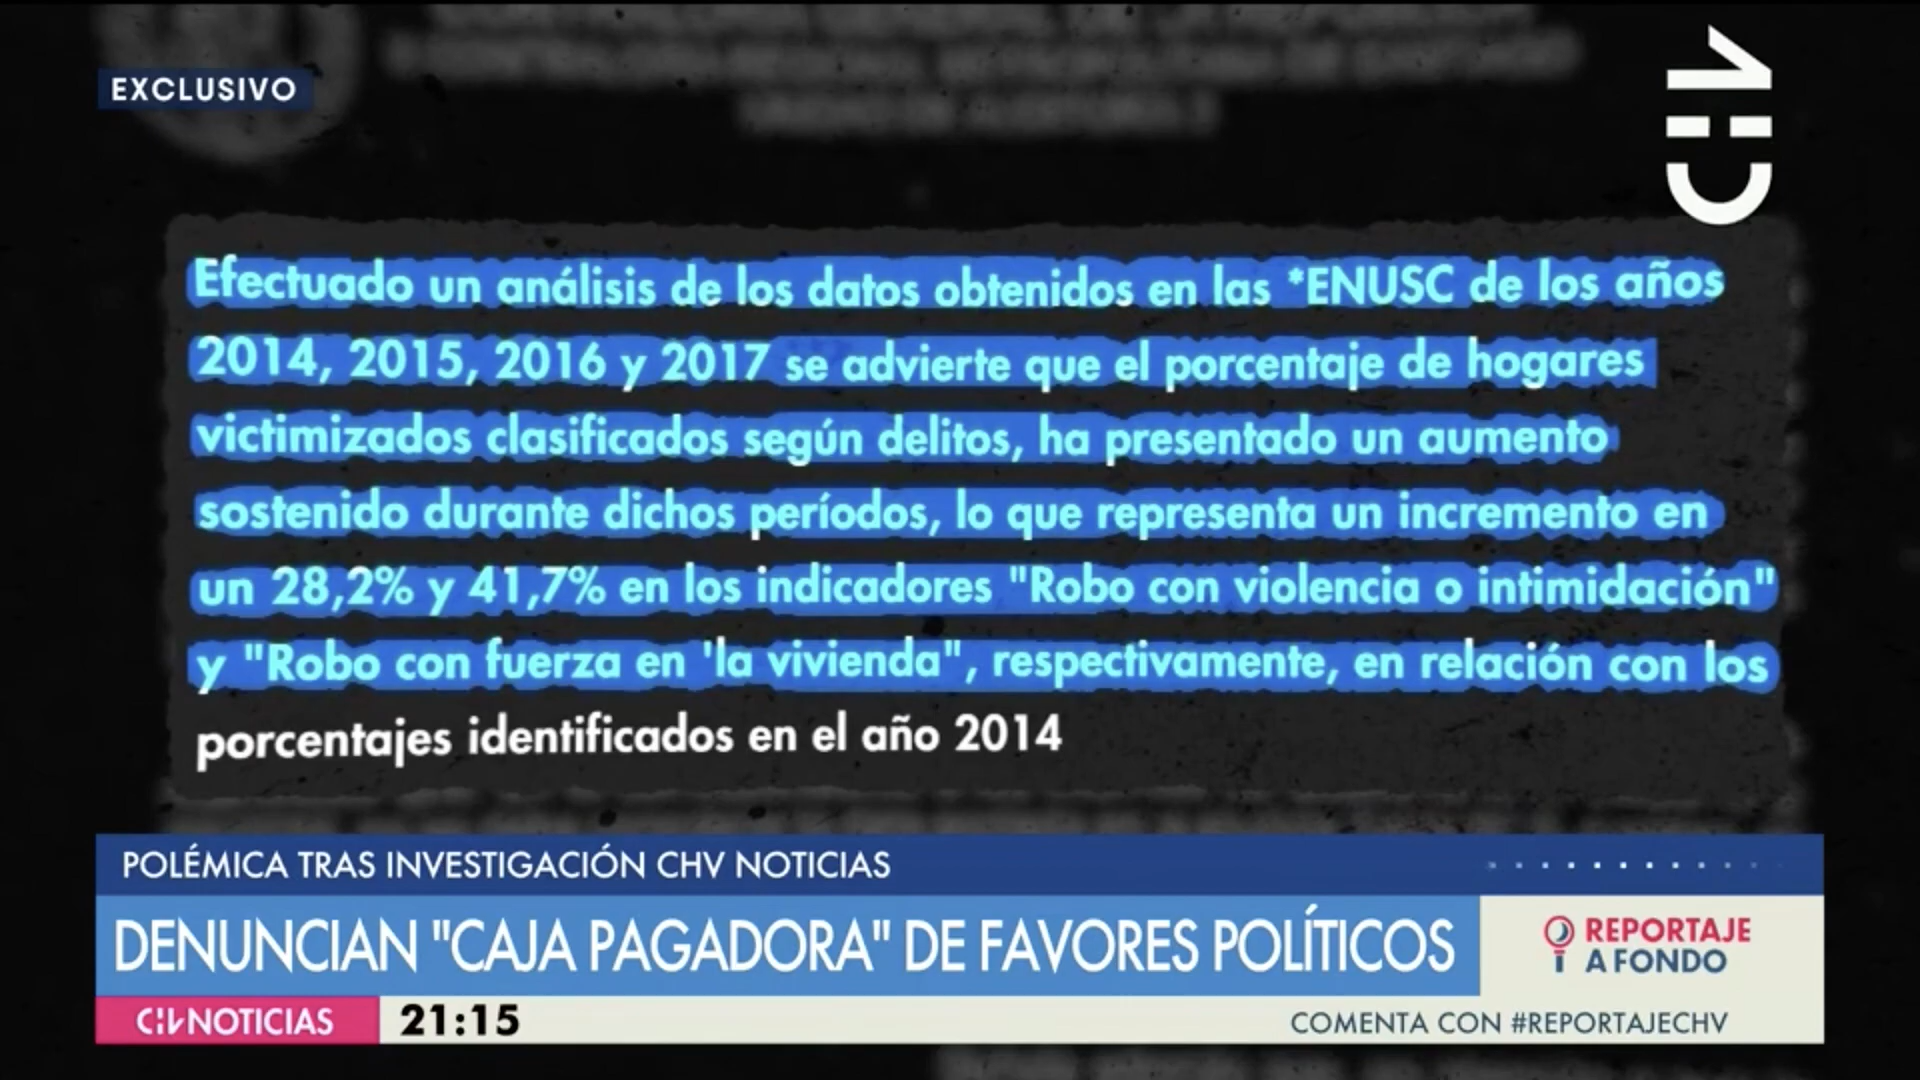 EXCLUSIVO
CHV
Efectuado un análisis de los datos obtenidos en las *ENUSC de los años
2014, 2015, 2016 y 2017 se advierte que el porcentaje de hogares
victimizados clasificados según delitos, ha presentado un aumento
sostenido durante dichos períodos, lo que representa un incremento en
un 28,2% y 41,7% en los indicadores "Robo con violencia o intimidación"
y "Robo con fuerza en 'la vivienda", respectivamente, en relación con los
porcentajes identificados en el año 2014
POLÉMICA TRAS INVESTIGACIÓN CHV NOTICIAS
DENUNCIAN "CAJA PAGADORA" DE FAVORES POLÍTICOS
REPORTAJE
A FONDO
CHV NOTICIAS
21:15
COMENTA CON #REPORTAJECHV